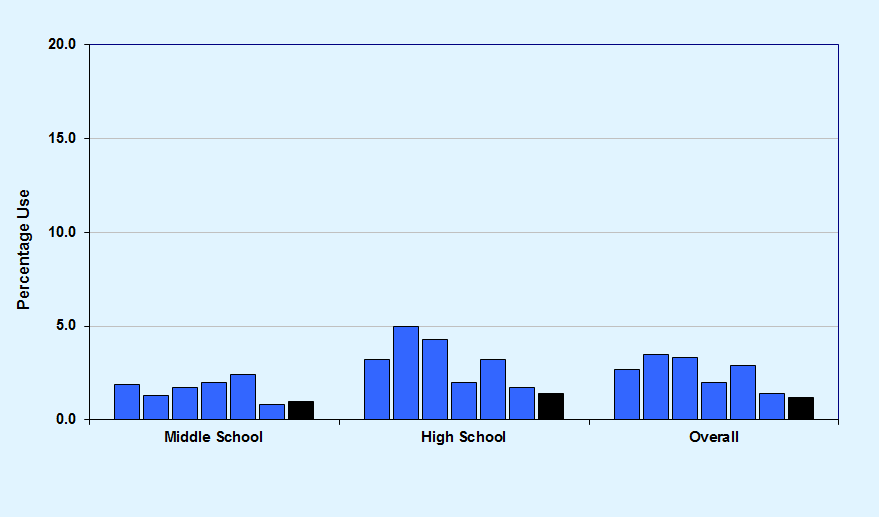 20.0
15.0
10.0
5.0
0.0
Percentage Use
Middle School
High School
Overall